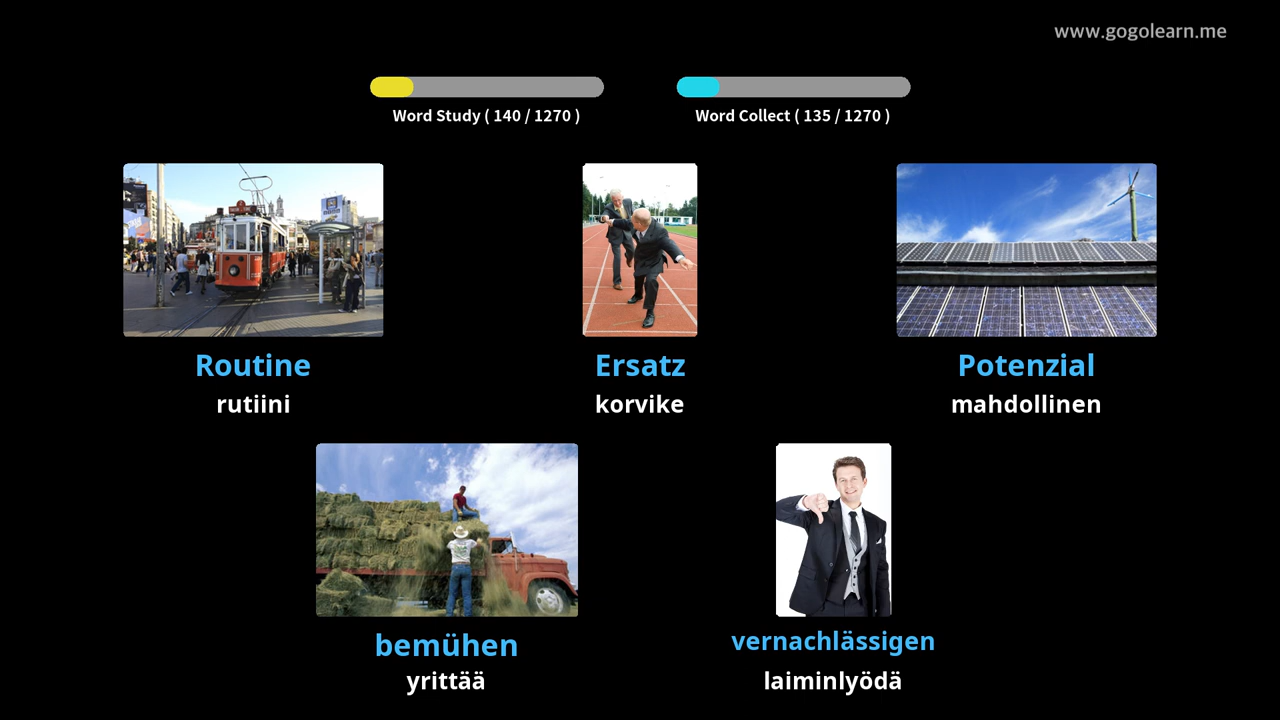 www.gogolearn.me
Word Study ( 140 / 1270 )
Word Collect ( 135 / 1270 )
Routine
rutiini
Ersatz
korvike
Potenzial
mahdollinen
bemühen
yrittää
vernachlässigen
laiminlyödä